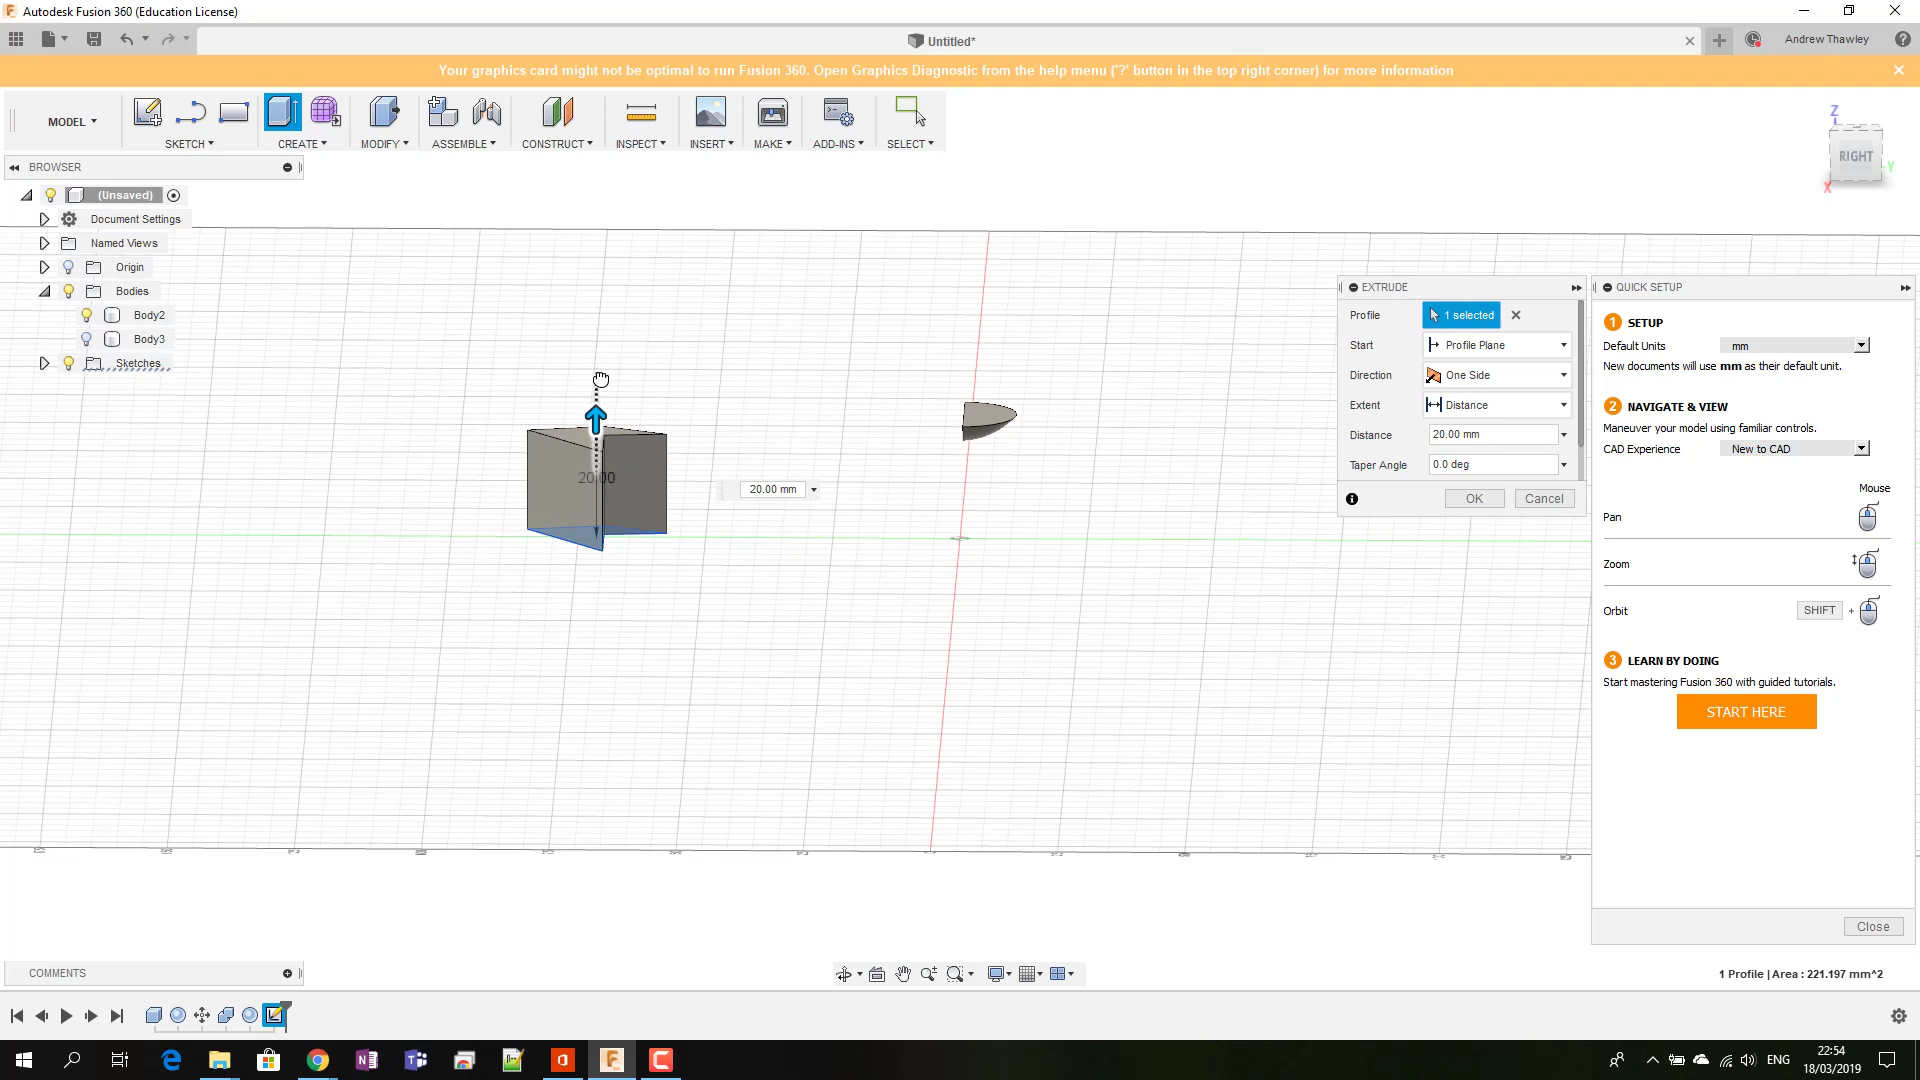 Autodesk Fusion 360 (Education License)
Untitled*
Andrew Thawley
Your graphics card might not be optimal to run Fusion 360. Open Graphics Diagnostic from the help menu ('?' button in the top right corner) for more information
MODEL
SKETCH
CREATE
MODIFY
ASSEMBLE
CONSTRUCT
INSPECT
INSERT
MAKE
ADD-INS
SELECT
Z
RIGHT
Y
X
BROWSER
(Unsaved)
Document Settings
Named Views
Origin
Bodies
Body2
Body3
Sketches
20.00
20.00 mm
EXTRUDE
Profile
1 selected
Start
Profile Plane
Direction
One Side
Extent
Distance
Distance
20.00 mm
Taper Angle
0.0 deg
OK
Cancel
QUICK SETUP
1 SETUP
Default Units
mm
New documents will use mm as their default unit.
2 NAVIGATE & VIEW
Maneuver your model using familiar controls.
CAD Experience
New to CAD
Mouse
Pan
Zoom
Orbit
SHIFT +
3 LEARN BY DOING
Start mastering Fusion 360 with guided tutorials.
START HERE
Close
COMMENTS
1 Profile | Area : 221.197 mm^2
ENG
22:54
18/03/2019